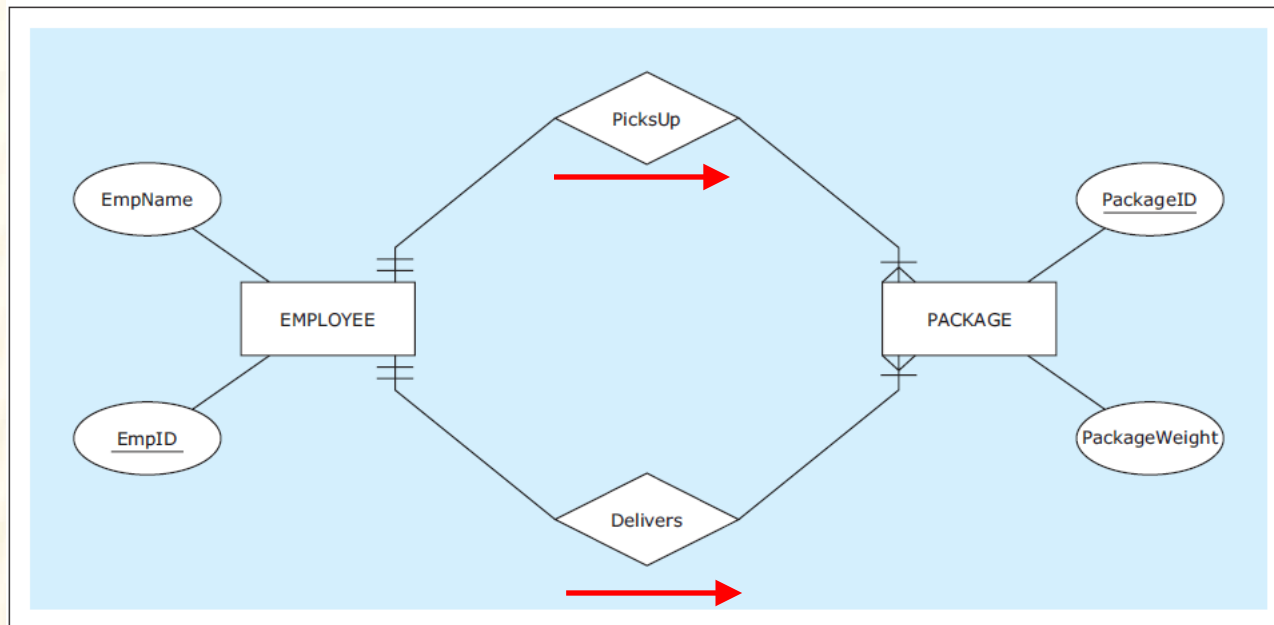 PicksUp
EmpName
PackageID
EMPLOYEE
PACKAGE
EmpID
PackageWeight
Delivers